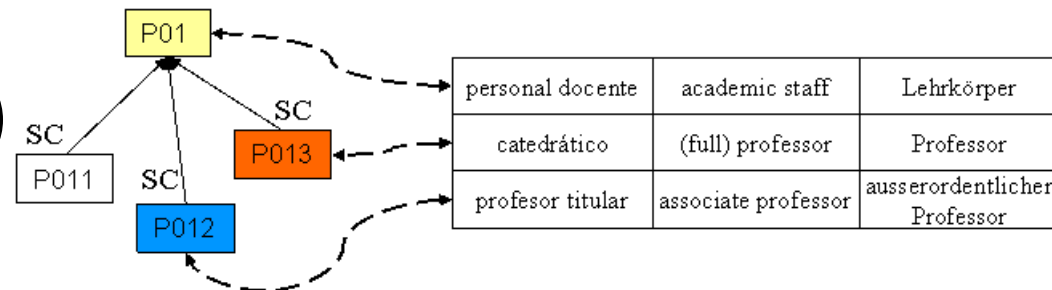 P01
SC
SC
P013
P011
SC
P012
personal docente academic staff Lehrkörper
catedrático (full) professor Professor
profesor titular associate professor ausserordentlicher
Professor